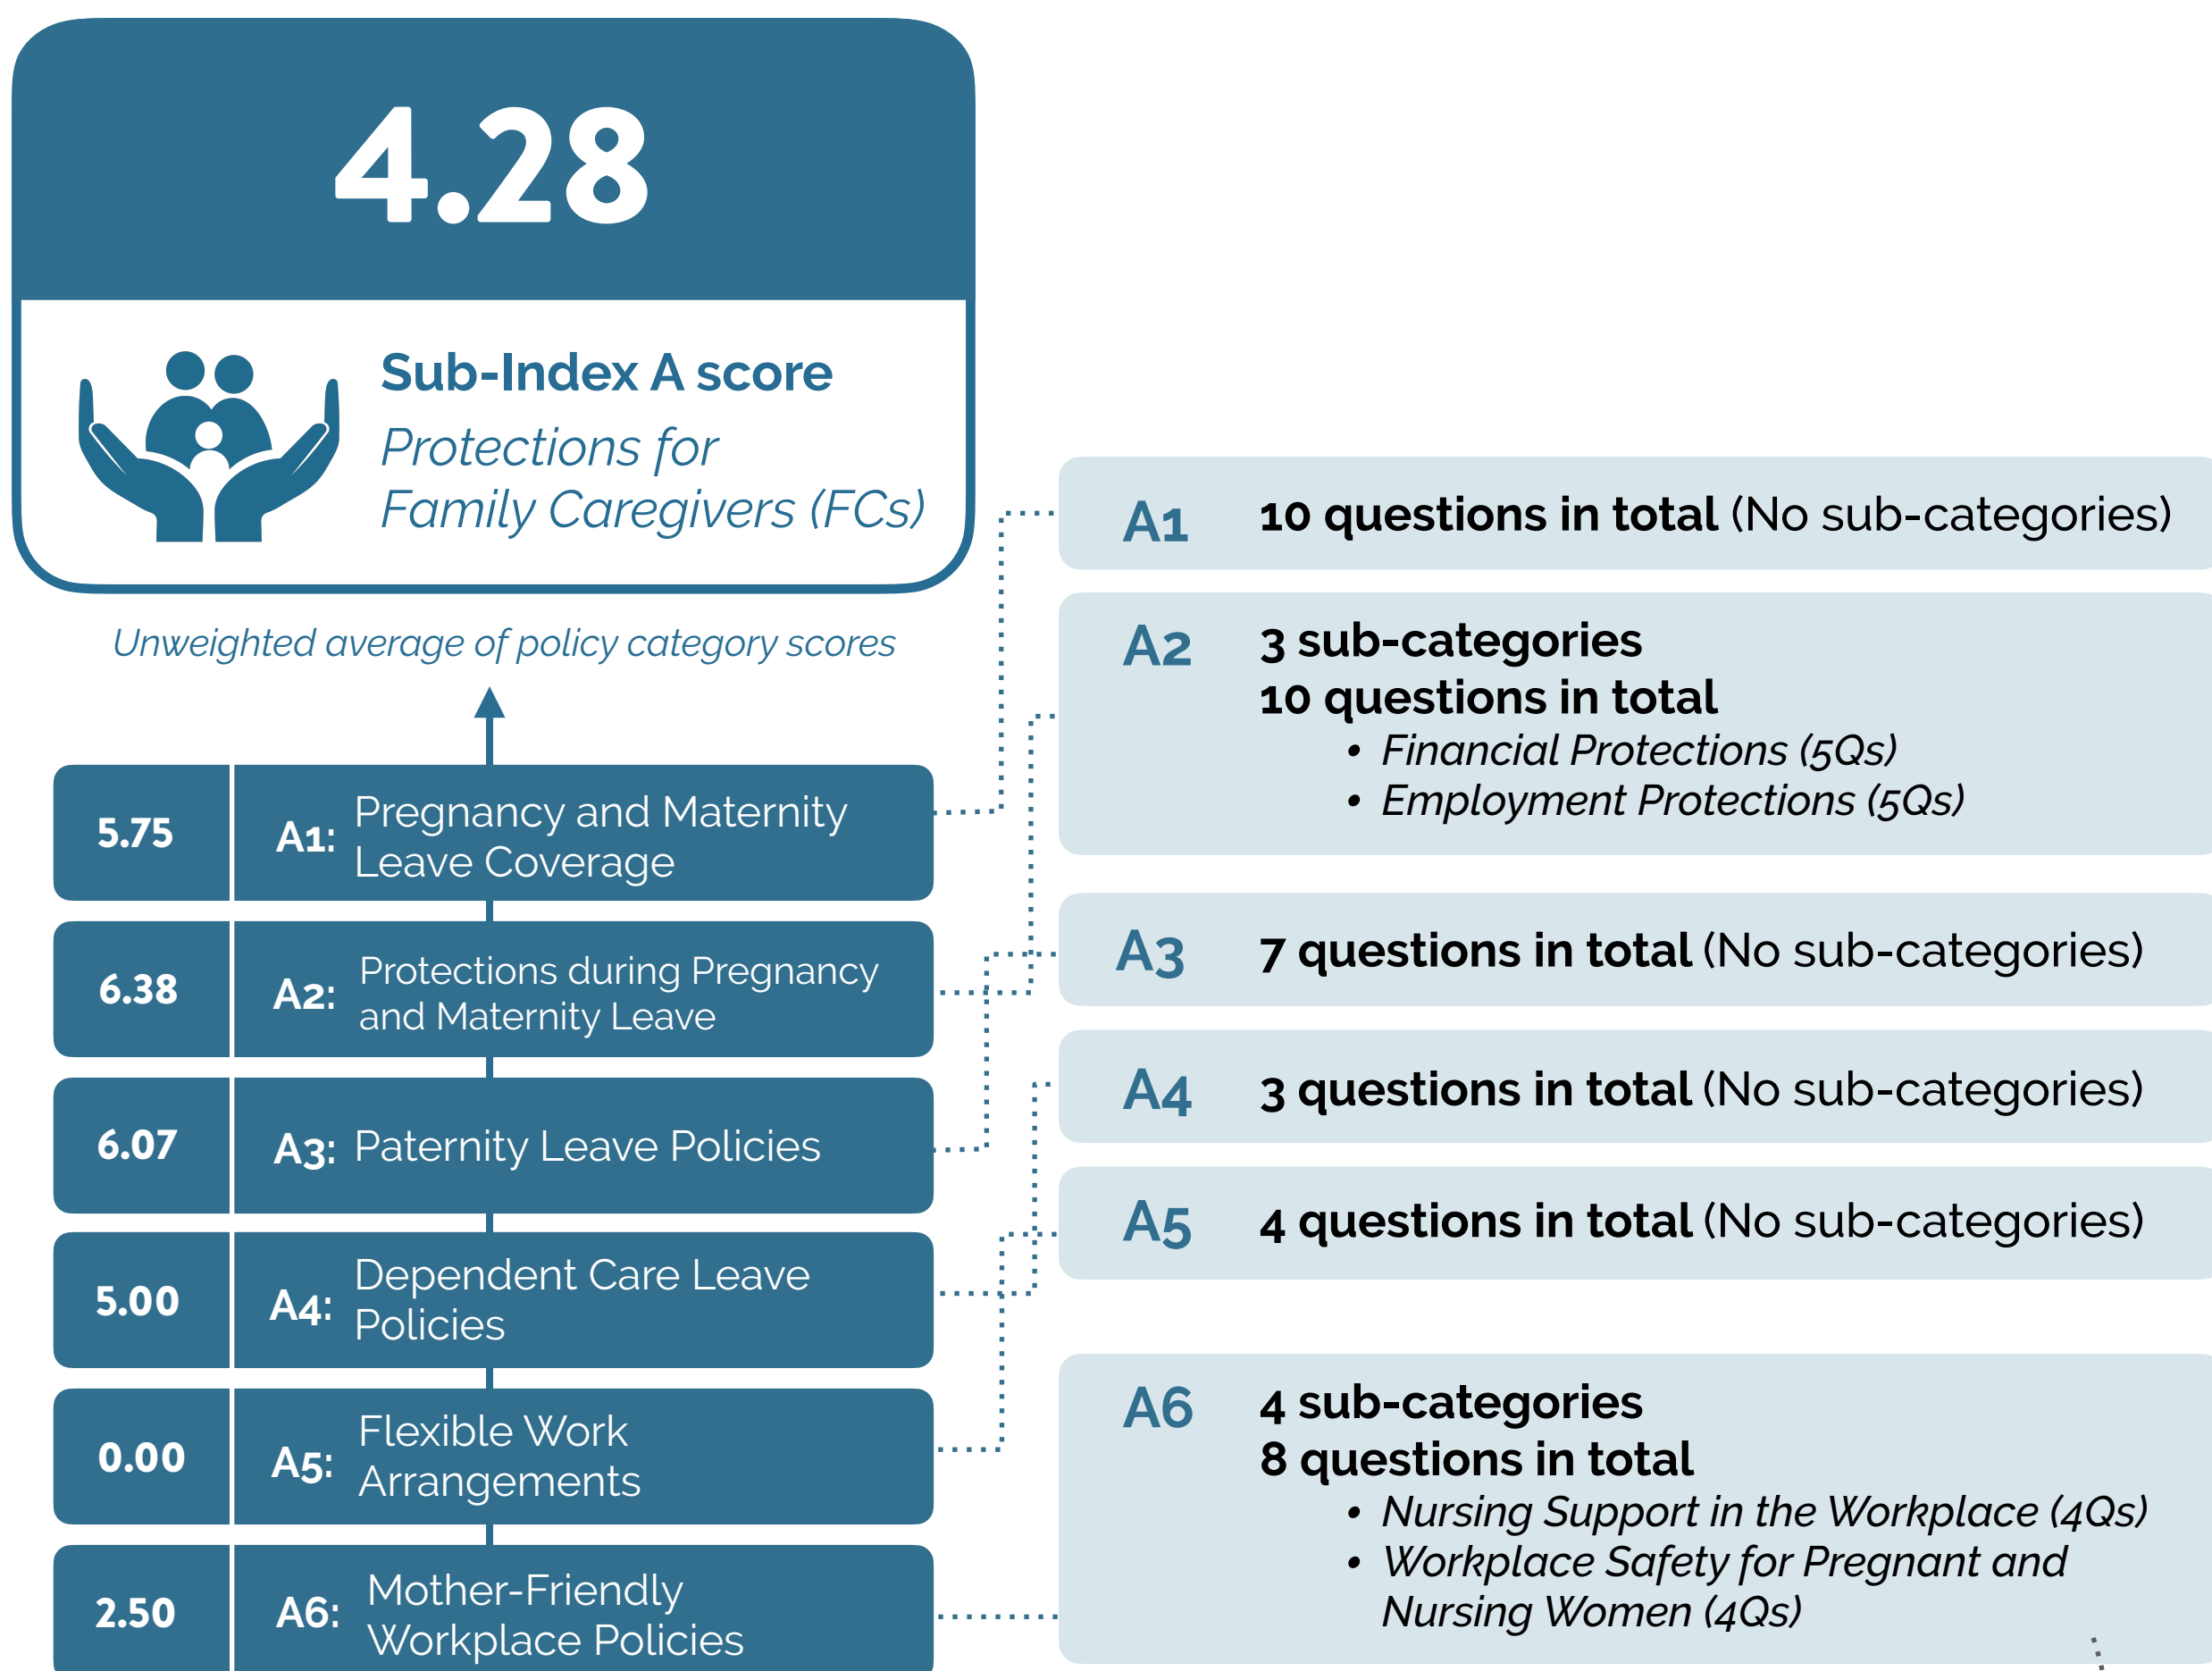 4.28
Sub-Index A score
Protections for
Family Caregivers (FCs)
Unweighted average of policy category scores
5.75 A1: Pregnancy and Maternity
Leave Coverage
6.38 A2: Protections during Pregnancy
and Maternity Leave
6.07 A3: Paternity Leave Policies
5.00 A4: Dependent Care Leave
Policies
0.00 A5: Flexible Work
Arrangements
2.50 A6: Mother-Friendly
Workplace Policies
A1 10 questions in total (No sub-categories)
A2 3 sub-categories
10 questions in total
• Financial Protections (5Qs)
• Employment Protections (5Qs)
A3 7 questions in total (No sub-categories)
A4 3 questions in total (No sub-categories)
A5 4 questions in total (No sub-categories)
A6 4 sub-categories
8 questions in total
• Nursing Support in the Workplace (4Qs)
• Workplace Safety for Pregnant and
Nursing Women (4Qs)